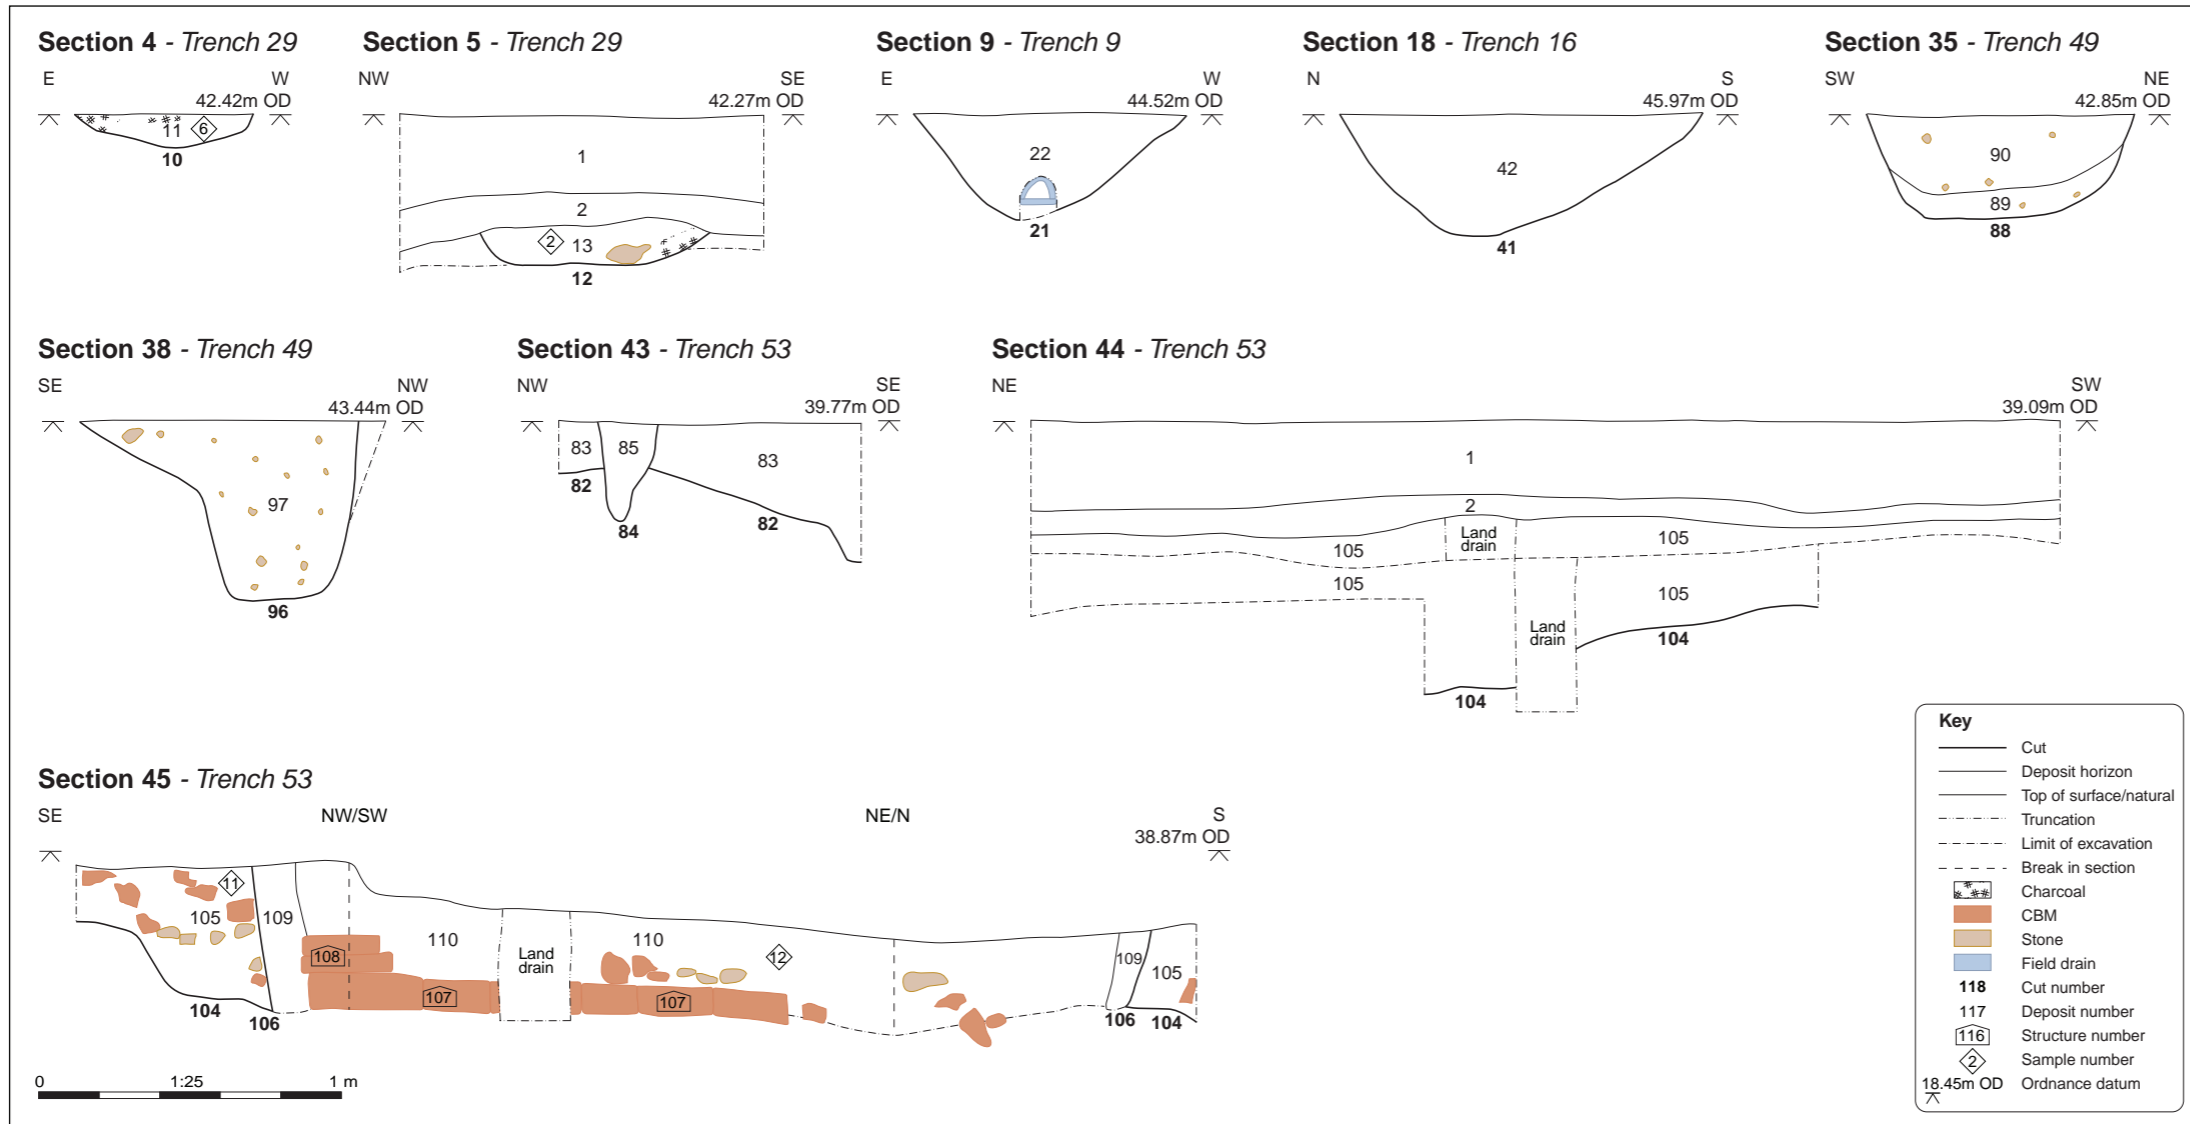 Section 4 - Trench 29
E
W
42.42m OD
11
6
10
Section 5 - Trench 29
NW
SE
42.27m OD
1
2
2
13
12
Section 9 - Trench 9
E
W
44.52m OD
22
21
Section 18 - Trench 16
N
S
45.97m OD
42
41
Section 35 - Trench 49
SW
NE
42.85m OD
90
89
88
Section 38 - Trench 49
SE
NW
43.44m OD
97
96
Section 43 - Trench 53
NW
SE
39.77m OD
83
85
83
82
84
82
Section 44 - Trench 53
NE
SW
39.09m OD
1
2
Land
drain
105
105
105
105
Land
drain
104
104
Section 45 - Trench 53
SE
NW/SW
NE/N
S
38.87m OD
11
105
109
110
110
108
Land
drain
12
109
105
107
107
104
106
106
104
0
1:25
1 m
Key
Cut
Deposit horizon
Top of surface/natural
Truncation
Limit of excavation
Break in section
Charcoal
CBM
Stone
Field drain
118 Cut number
117 Deposit number
116 Structure number
2 Sample number
18.45m OD Ordnance datum